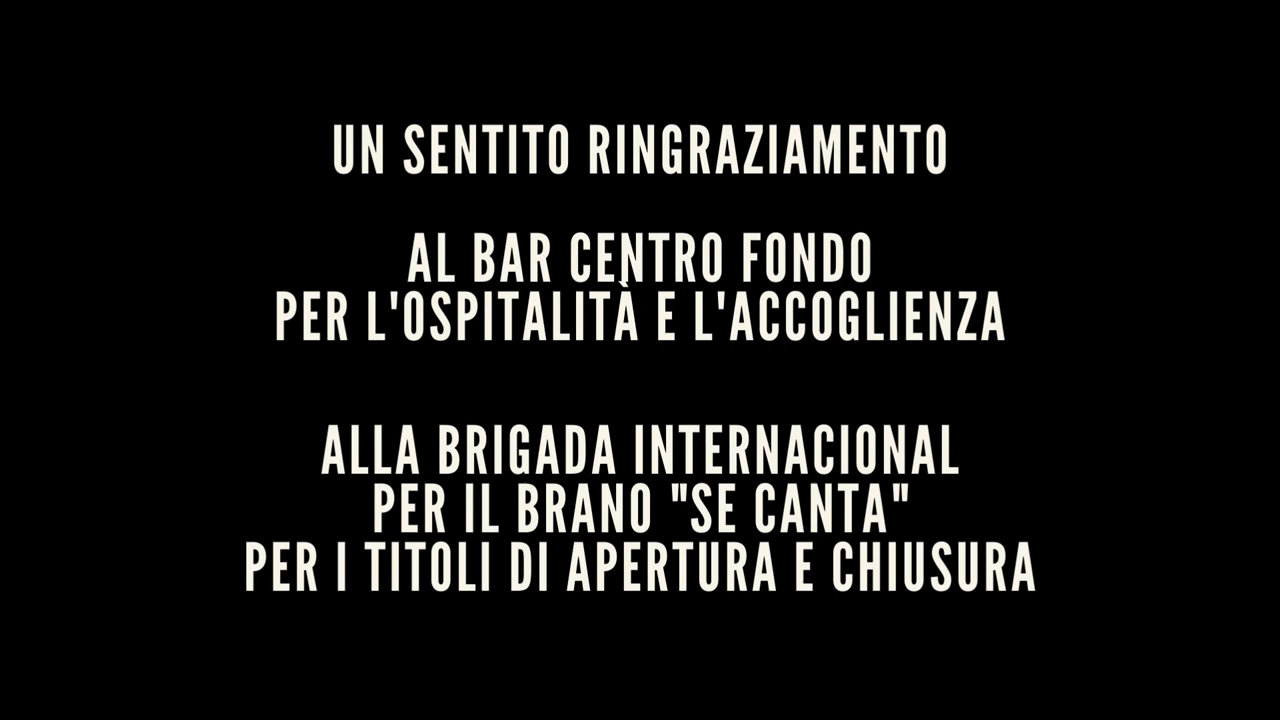 UN SENTITO RINGRAZIAMENTO
AL BAR CENTRO FONDO
PER L'OSPITALITÀ E L'ACCOGLIENZA
ALLA BRIGADA INTERNACIONAL
PER IL BRANO "SE CANTA"
PER I TITOLI DI APERTURA E CHIUSURA